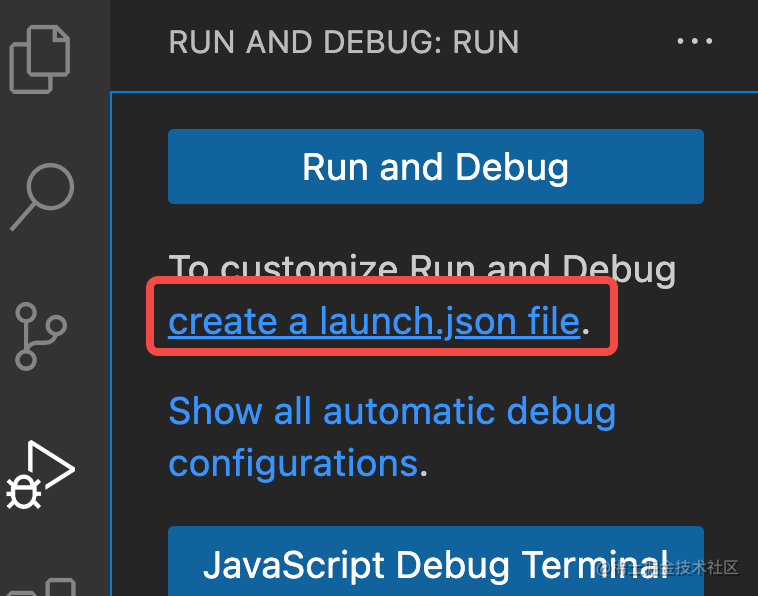 RUN AND DEBUG: RUN
Run and Debug
To customize Run and Debug
create a launch.json file.
Show all automatic debug
configurations.
JavaScript Debug Terminal
@稀土掘金技术社区